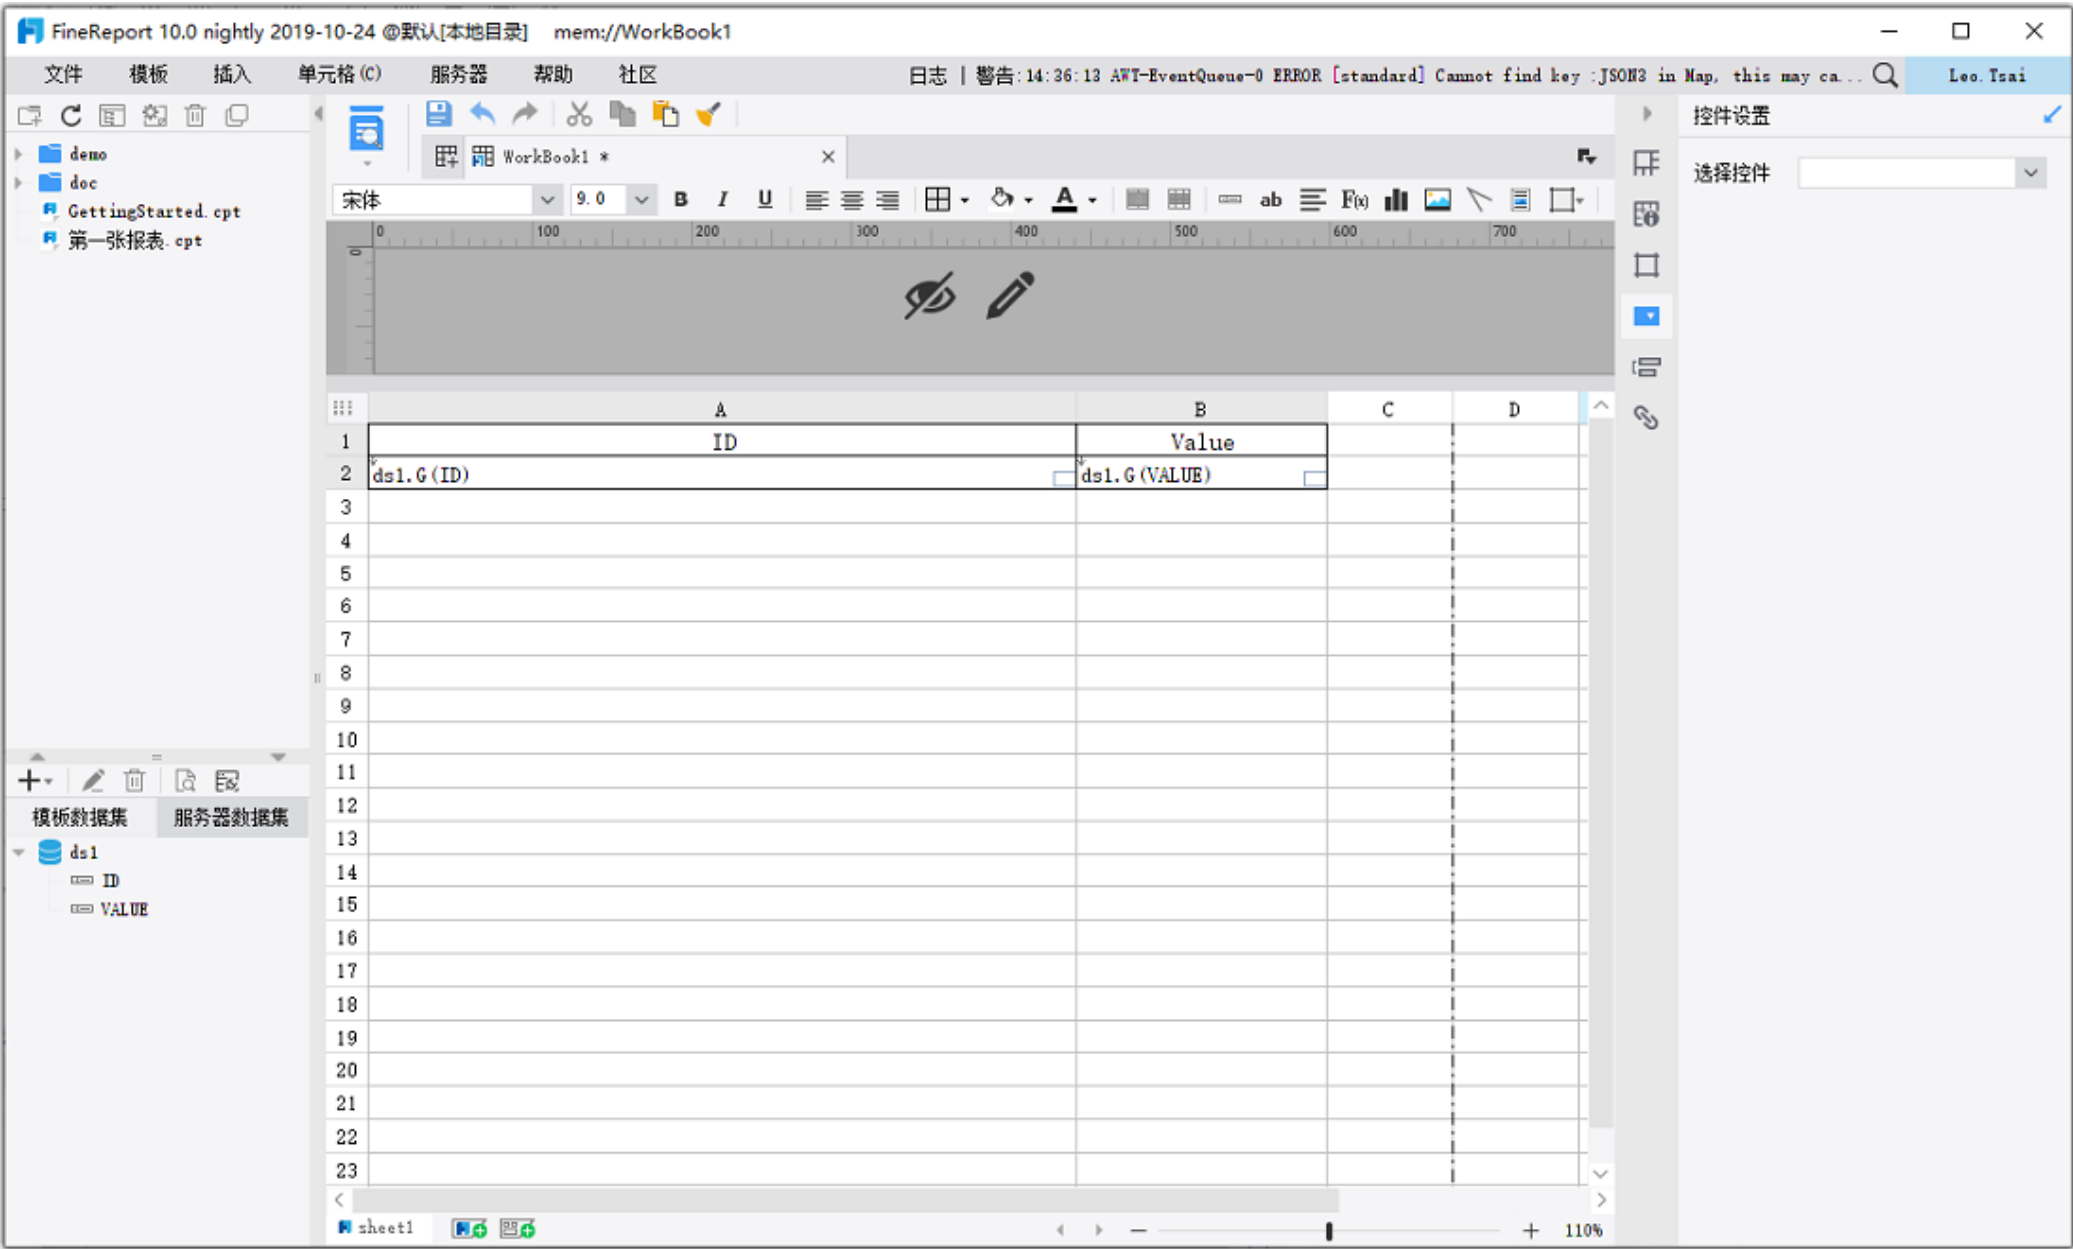 FineReport 10.0 nightly 2019-10-24 @默认[本地目录] mem://WorkBook1
文件 模板 插入 单元格(C) 服务器 帮助 社区 日志 | 警告:14:36:13 AWT-EventQueue-0 ERROR [standard] Cannot find key :JSON3 in Map, this may ca... Leo.Tsai
控件设置
demo
doc
GettingStarted.cpt
第一张报表.cpt
WorkBook1 *
选择控件
宋体 9.0 B I U A ab F(x)
0 100 200 300 400 500 600 700
0
A B C D
1 ID Value
2 ds1.G(ID) ds1.G(VALUE)
3
4
5
6
7
8
9
10
11
12
13
14
15
16
17
18
19
20
21
22
23
模板数据集 服务器数据集
ds1
ID
VALUE
sheet1 110%